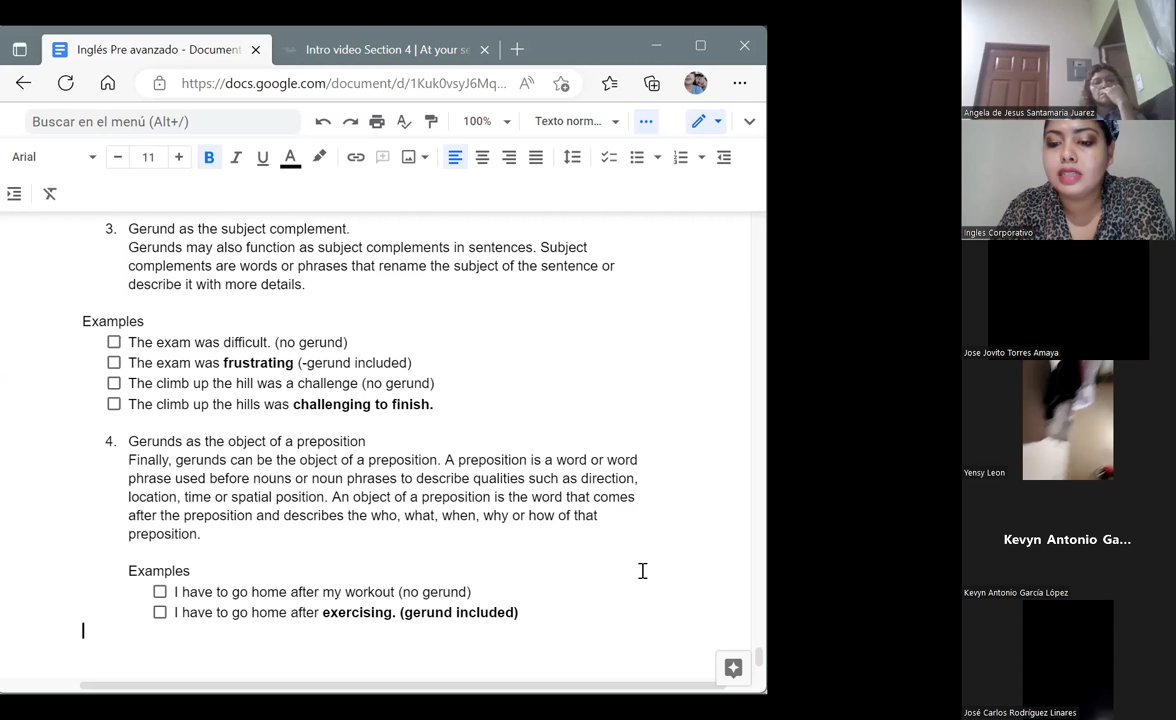 Inglés Pre avanzado - Document
Intro video Section 4 | At your se
https://docs.google.com/document/d/1Kuk0vsyJ6Mq...
Buscar en el menú (Alt+/)
100%
Texto norm...
Arial
11
3. Gerund as the subject complement.
Gerunds may also function as subject complements in sentences. Subject
complements are words or phrases that rename the subject of the sentence or
describe it with more details.
Examples
The exam was difficult. (no gerund)
The exam was frustrating (-gerund included)
The climb up the hill was a challenge (no gerund)
The climb up the hills was challenging to finish.
4. Gerunds as the object of a preposition
Finally, gerunds can be the object of a preposition. A preposition is a word or word
phrase used before nouns or noun phrases to describe qualities such as direction,
location, time or spatial position. An object of a preposition is the word that comes
after the preposition and describes the who, what, when, why or how of that
preposition.
Examples
I have to go home after my workout (no gerund)
I have to go home after exercising. (gerund included)
Angela de Jesus Santamaria Juarez
Ingles Corporativo
Jose Jovito Torres Amaya
Yensy Leon
Kevyn Antonio Ga...
Kevyn Antonio García López
José Carlos Rodríguez Linares